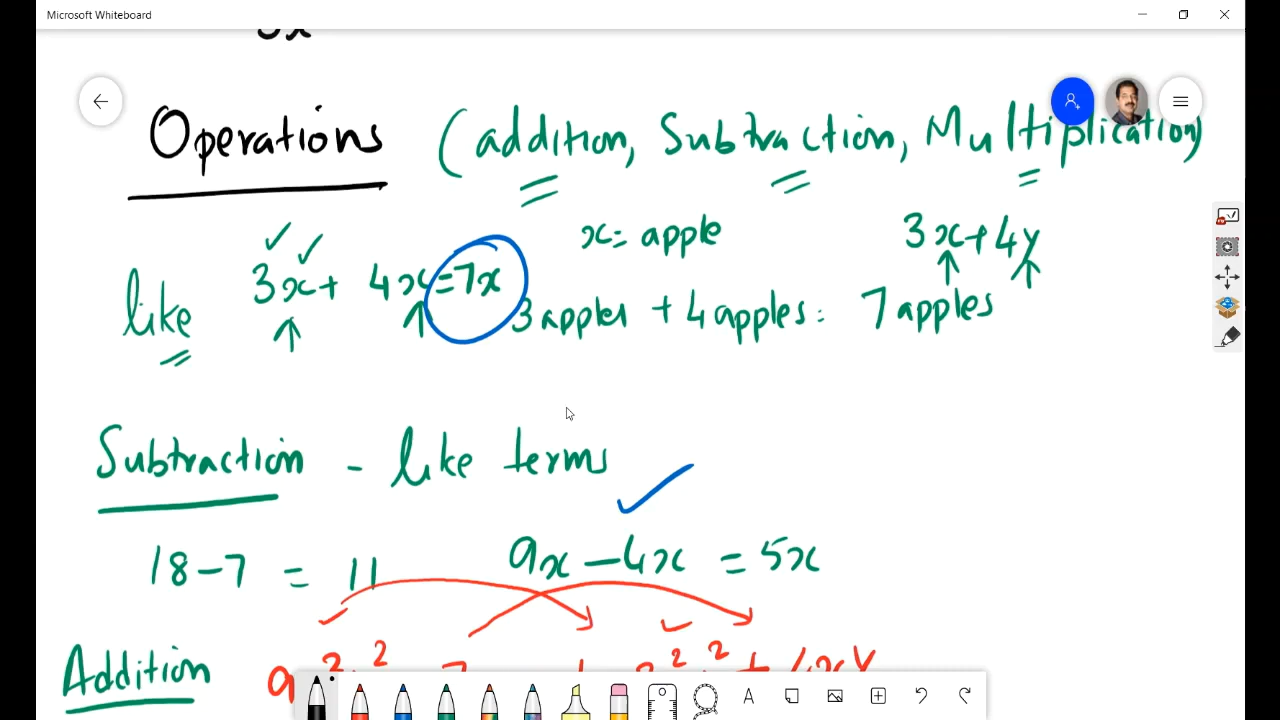 Microsoft Whiteboard
Operations (addition, Subtraction, Multiplication)
x = apple
3x + 4y
like 3x + 4x = 7x
3 apples + 4 apples = 7 apples
Subtraction - like terms
18 - 7 = 11
9x - 4x = 5x
Addition
A